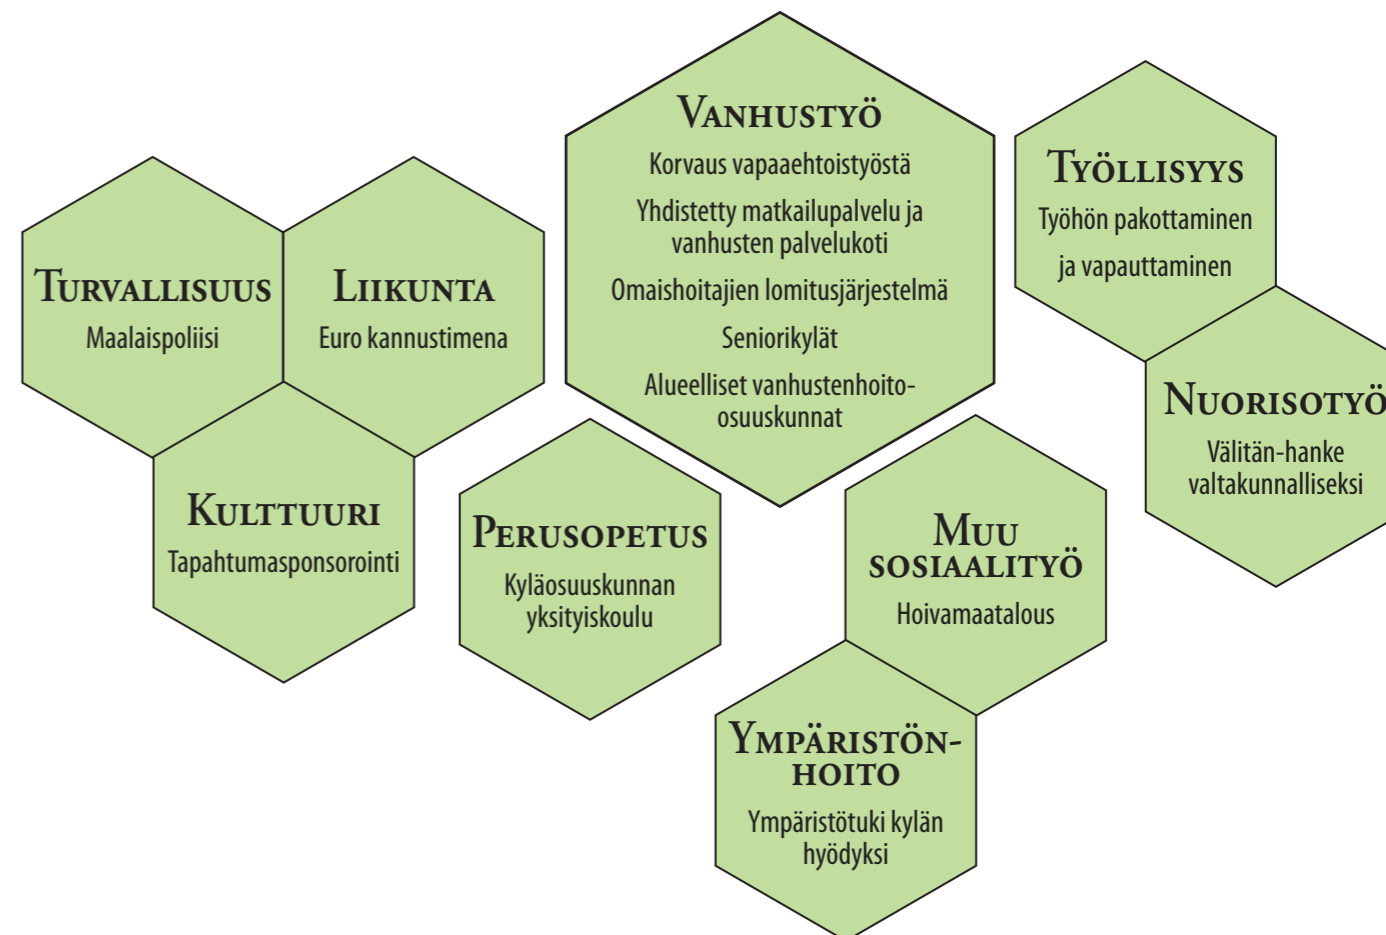 Vanhustyö
Korvaus vapaaehtoistyöstä
Yhdistetty matkailupalvelu ja
vanhusten palvelukoti
Omaishoitajien lomitusjärjestelmä
Seniorikylät
Alueelliset vanhustenhoito-
osuuskunnat
Työllisyys
Työhön pakottaminen
ja vapauttaminen
Turvallisuus
Maalaispoliisi
Liikunta
Euro kannustimena
Nuorisotyö
Välitän-hanke
valtakunnalliseksi
Kulttuuri
Tapahtumasponsorointi
Perusopetus
Kyläosuuskunnan
yksityiskoulu
Muu
sosiaalityö
Hoivamaatalous
Ympäristön-
hoito
Ympäristötuki kylän
hyödyksi